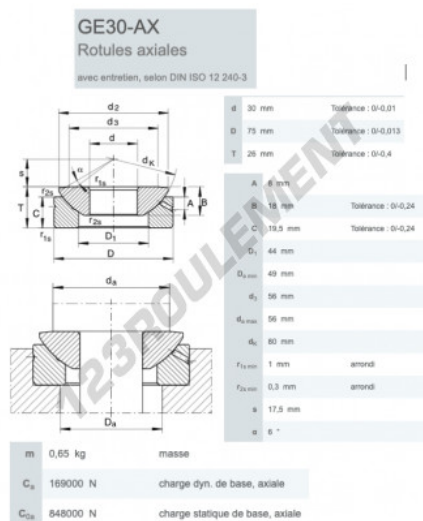 GE30-AX
Rotules axiales
avec entretien, selon DIN ISO 12 240-3
d2
d3
d
dK
s
α
r1s
r2s
T
C
A
B
r2s
r1s
D1
D
da
Da
d 30 mm Tolérance : 0/-0,01
D 75 mm Tolérance : 0/-0,013
T 26 mm Tolérance : 0/-0,4
A 8 mm
B 18 mm Tolérance : 0/-0,24
C 19,5 mm Tolérance : 0/-0,24
D1 44 mm
Da min 49 mm
d3 56 mm
da max 56 mm
dK 80 mm
r1s min 1 mm arrondi
r2s min 0,3 mm arrondi
s 17,5 mm
α 6 °
m 0,65 kg masse
Ca 169000 N charge dyn. de base, axiale
C0a 848000 N charge statique de base, axiale
123ROULEMENT